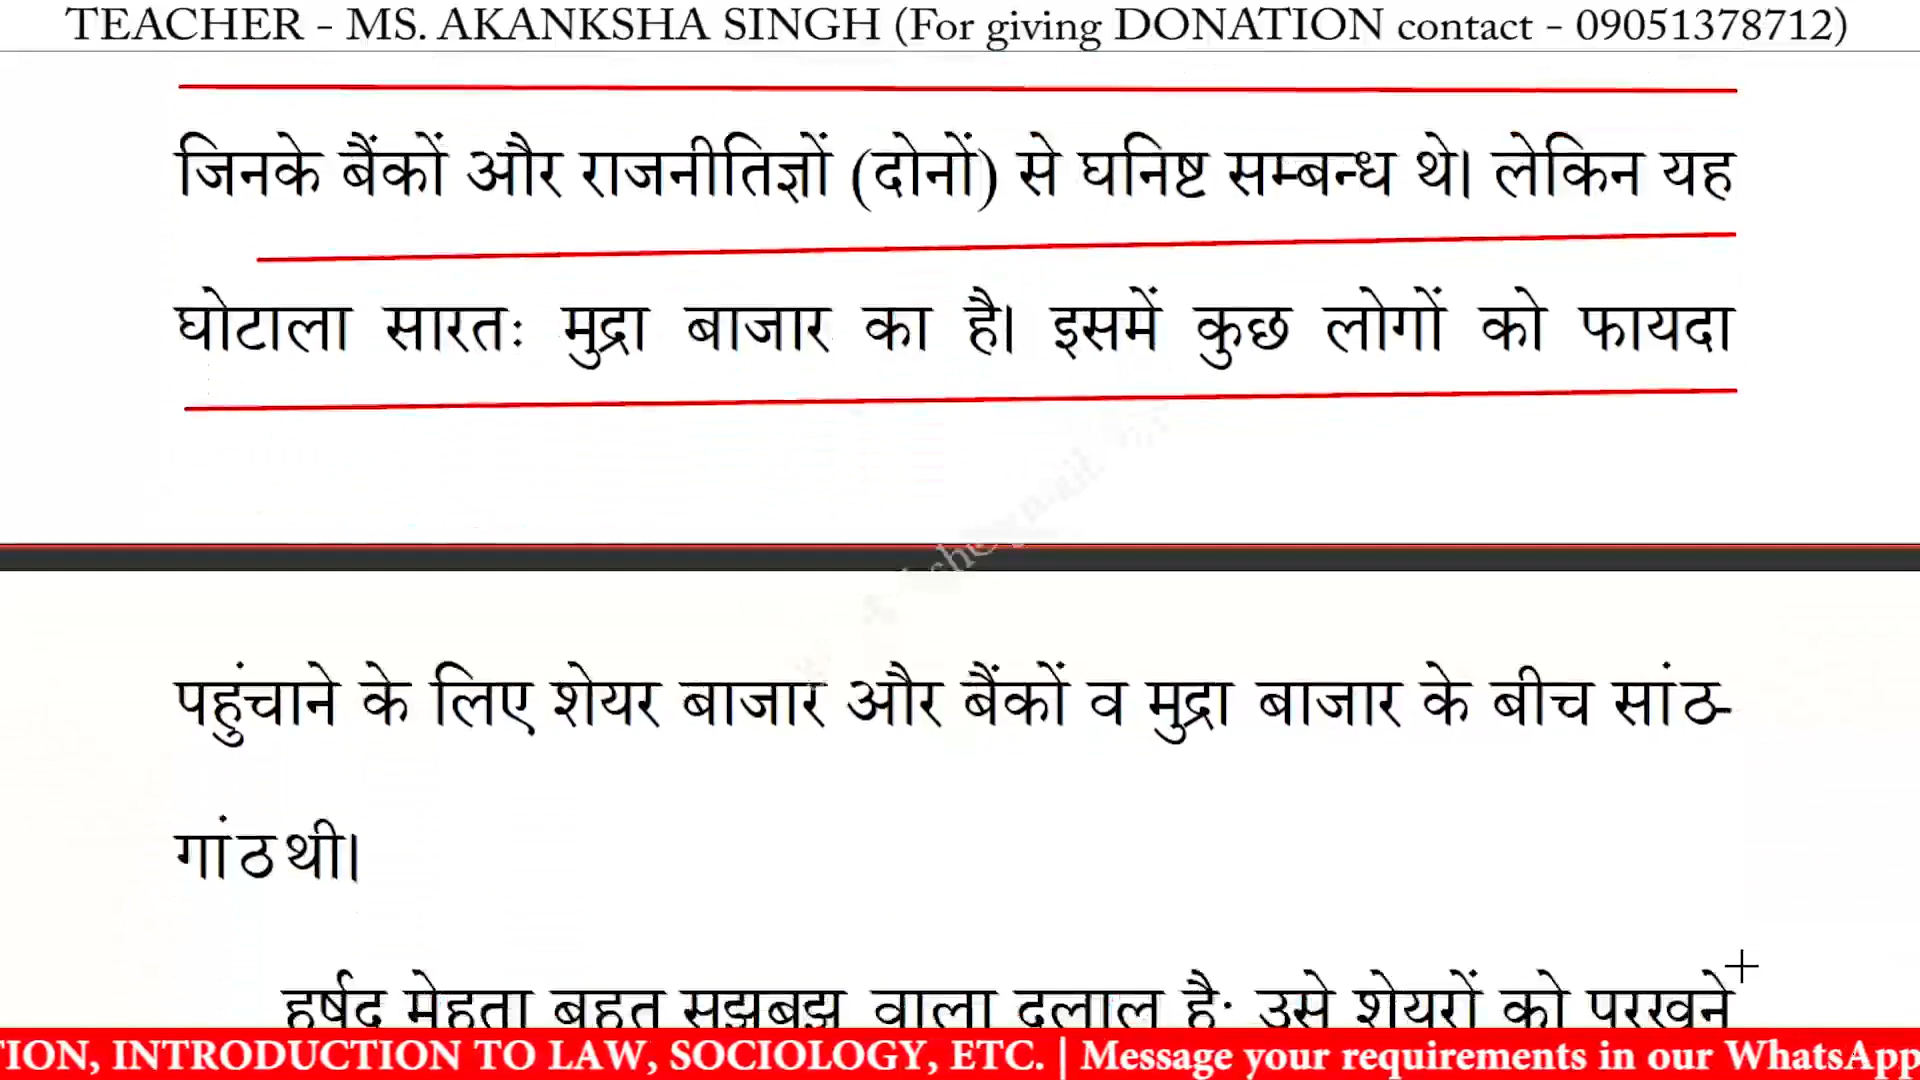 TEACHER - MS. AKANKSHA SINGH (For giving DONATION contact - 09051378712)
जिनके बैंकों और राजनीतिज्ञों (दोनों) से घनिष्ट सम्बन्ध थे। लेकिन यह
घोटाला सारतः मुद्रा बाजार का है। इसमें कुछ लोगों को फायदा
पहुंचाने के लिए शेयर बाजार और बैंकों व मुद्रा बाजार के बीच सांठ-
गांठ थी।
हर्षद मेहता बहुत सूझबूझ वाला दलाल है; उसे शेयरों को परखने
TION, INTRODUCTION TO LAW, SOCIOLOGY, ETC. | Message your requirements in our WhatsApp